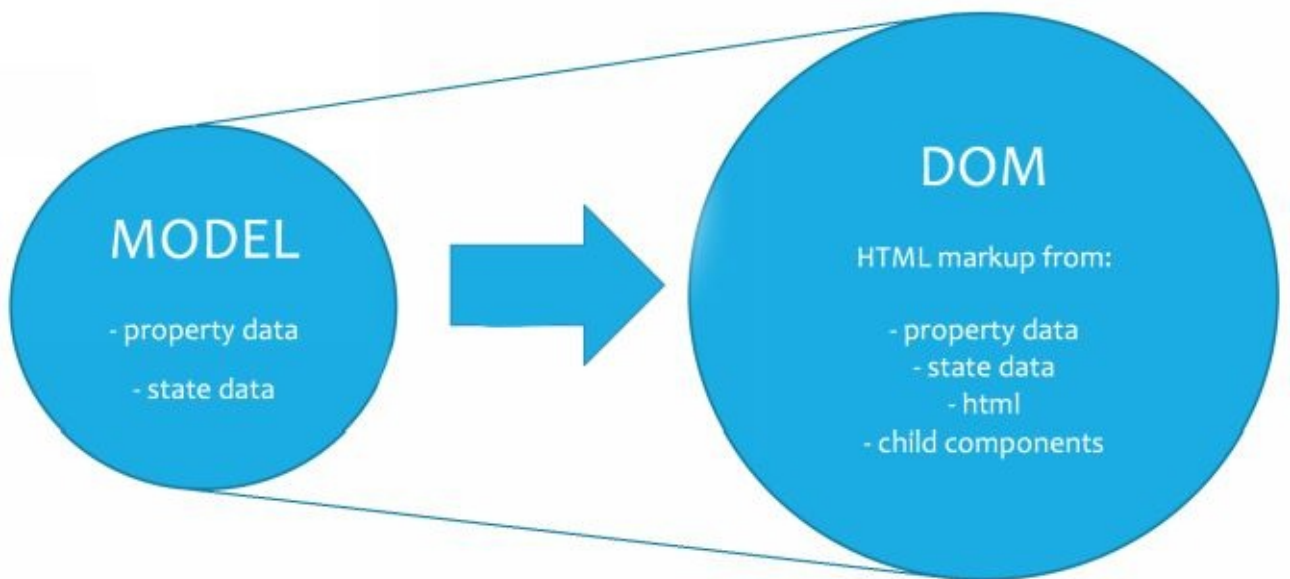 MODEL
- property data
- state data
DOM
HTML markup from:
- property data
- state data
- html
- child components